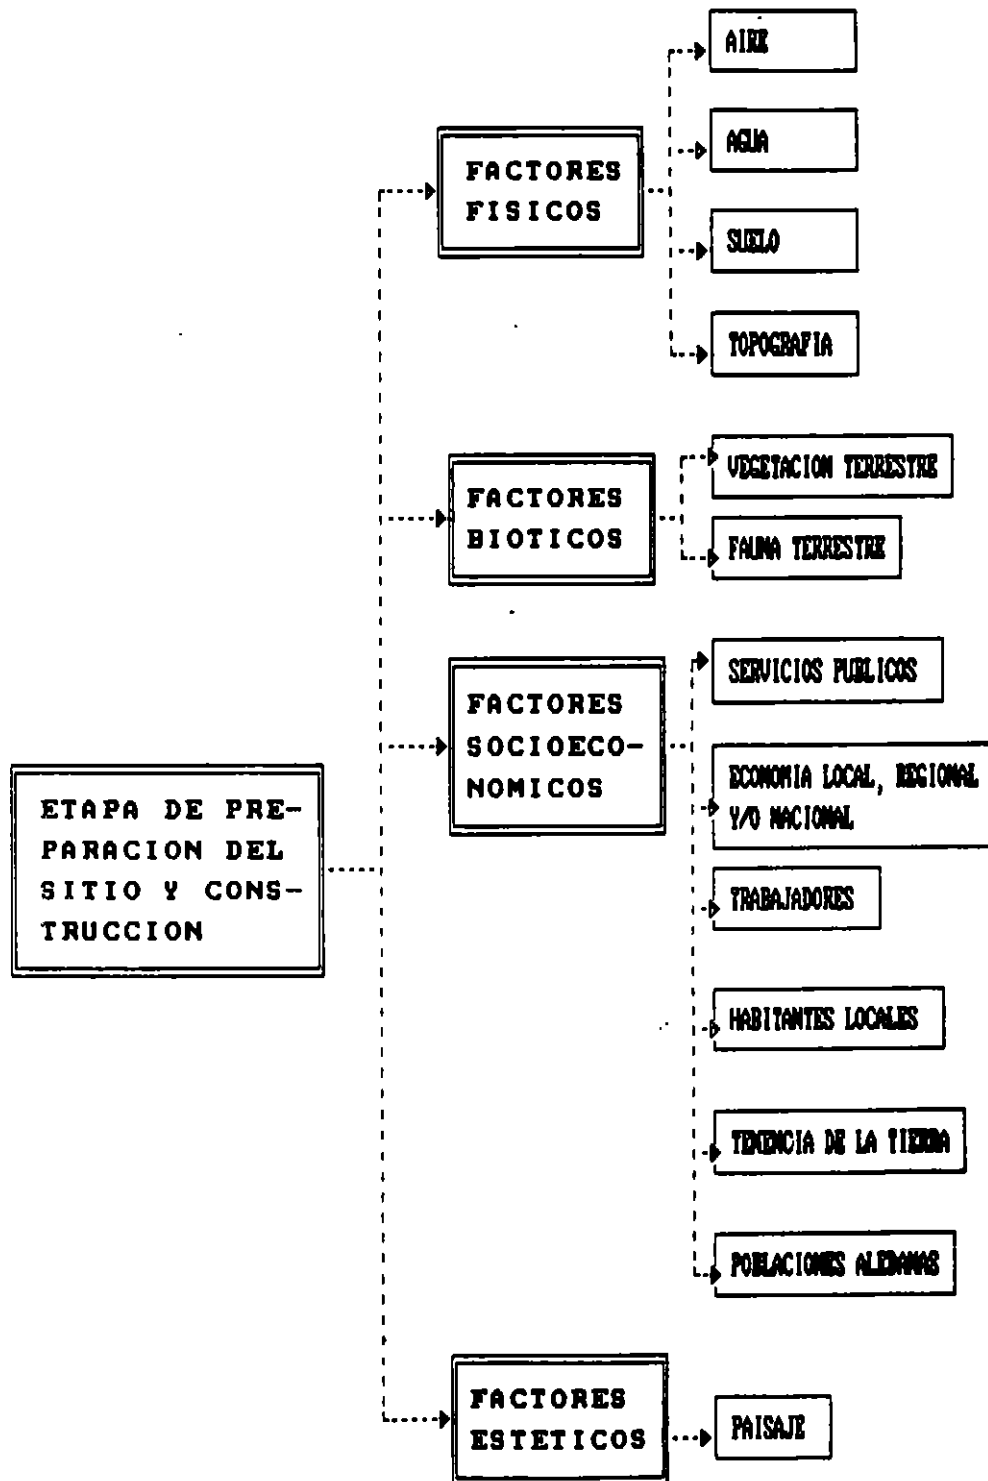 ETAPA DE PRE-
PARACION DEL
SITIO Y CONS-
TRUCCION
FACTORES
FISICOS
AIRE
AGUA
SUELO
TOPOGRAFIA
FACTORES
BIOTICOS
VEGETACION TERRESTRE
FAUNA TERRESTRE
FACTORES
SOCIOECO-
NOMICOS
SERVICIOS PUBLICOS
ECONOMIA LOCAL, REGIONAL
Y/O NACIONAL
TRABAJADORES
HABITANTES LOCALES
TENENCIA DE LA TIERRA
POBLACIONES ALEDANAS
FACTORES
ESTETICOS
PAISAJE